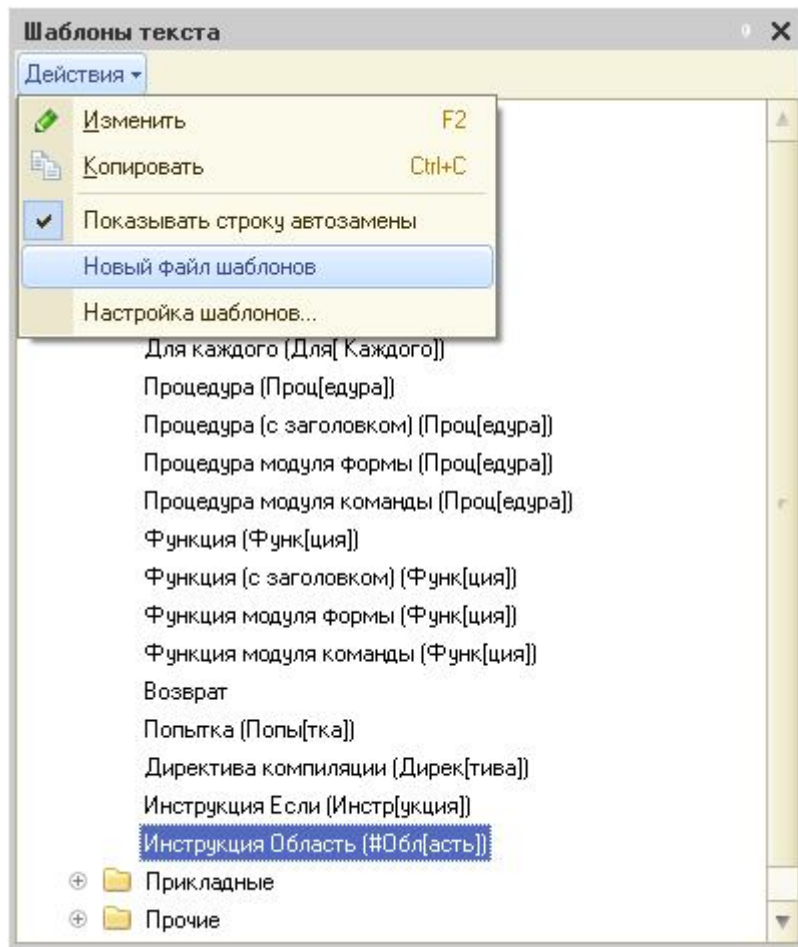 Шаблоны текста
Действия
Изменить F2
Копировать Ctrl+C
Показывать строку автозамены
Новый файл шаблонов
Настройка шаблонов...
Для каждого (Для[ Каждого])
Процедура (Проц[едура])
Процедура (с заголовком) (Проц[едура])
Процедура модуля формы (Проц[едура])
Процедура модуля команды (Проц[едура])
Функция (Функ[ция])
Функция (с заголовком) (Функ[ция])
Функция модуля формы (Функ[ция])
Функция модуля команды (Функ[ция])
Возврат
Попытка (Попы[тка])
Директива компиляции (Дирек[тива])
Инструкция Если (Инстр[укция])
Инструкция Область (#Обл[асть])
Прикладные
Прочие